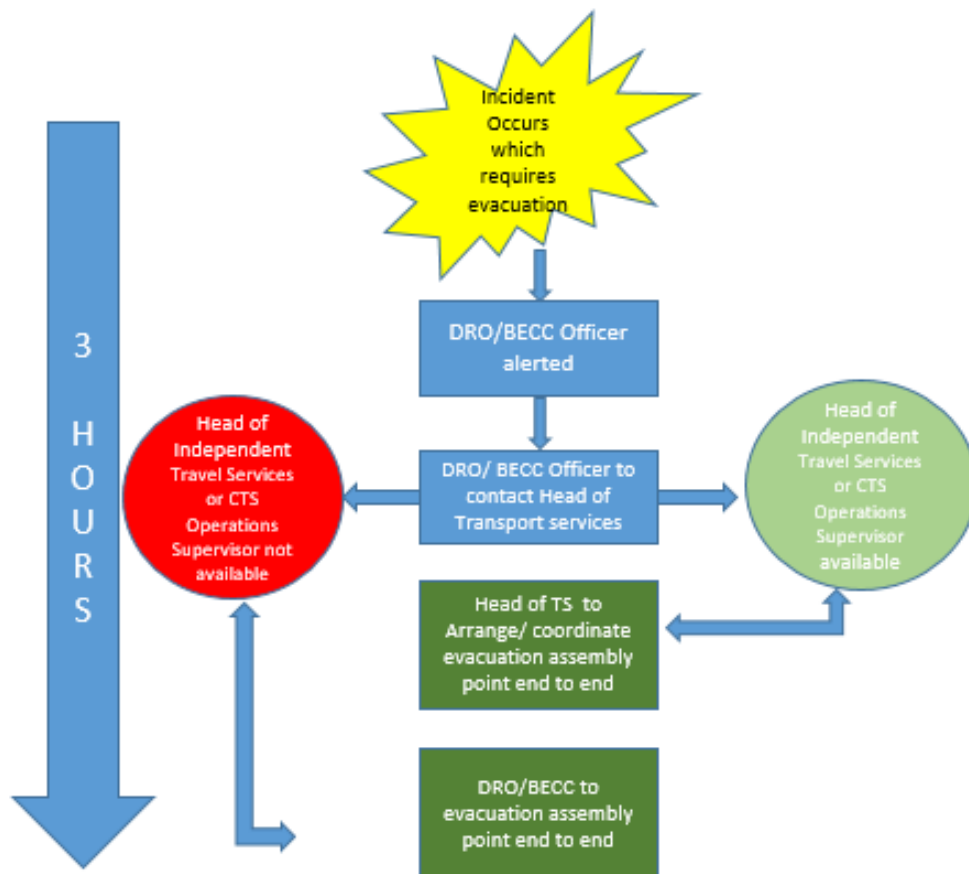 Incident
Occurs
which
requires
evacuation
3
H
O
U
R
S
DRO/BECC Officer
alerted
Head of
Independent
Travel Services
or CTS
Operations
Supervisor not
available
DRO/ BECC Officer to
contact Head of
Transport services
Head of
Independent
Travel Services
or CTS
Operations
Supervisor
available
Head of TS to
Arrange/ coordinate
evacuation assembly
point end to end
DRO/BECC to
evacuation assembly
point end to end